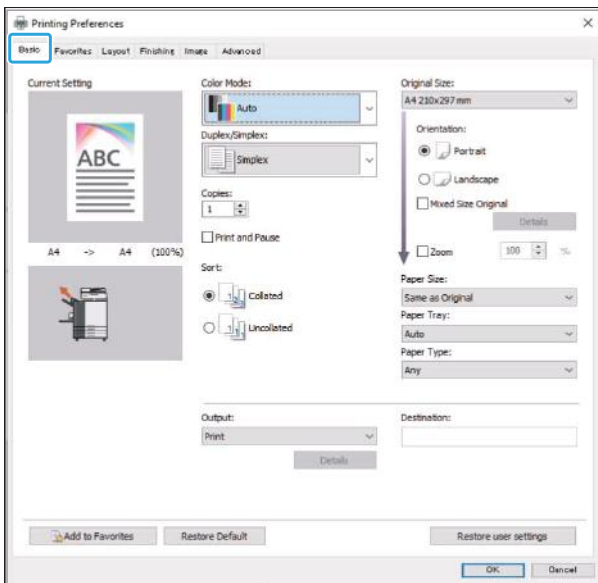 Printing Preferences
Basic Favorites Layout Finishing Image Advanced
Current Setting
ABC
A4 -> A4 (100%)
Color Mode:
Auto
Duplex/Simplex:
Simplex
Copies:
1
Print and Pause
Sort:
Collated
Uncollated
Original Size:
A4 210x297 mm
Orientation:
Portrait
Landscape
Mixed Size Original
Details
Zoom 100 %
Paper Size:
Same as Original
Paper Tray:
Auto
Paper Type:
Any
Output:
Print
Details
Destination:
Add to Favorites Restore Default Restore user settings
OK Cancel